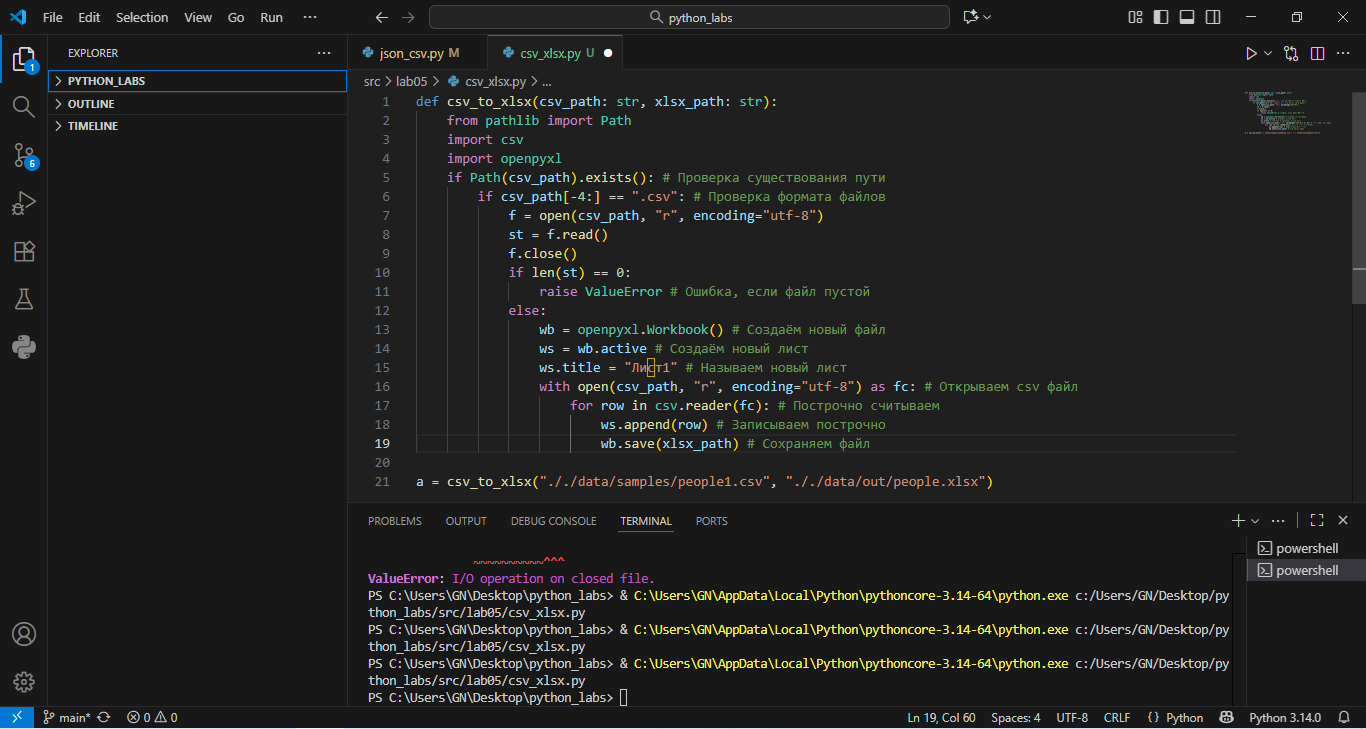 File Edit Selection View Go Run ···
python_labs
EXPLORER ···
PYTHON_LABS
OUTLINE
TIMELINE
1
6
json_csv.py M
csv_xlsx.py U
src > lab05 > csv_xlsx.py > ...
1 def csv_to_xlsx(csv_path: str, xlsx_path: str):
2 from pathlib import Path
3 import csv
4 import openpyxl
5 if Path(csv_path).exists(): # Проверка существования пути
6 if csv_path[-4:] == ".csv": # Проверка формата файлов
7 f = open(csv_path, "r", encoding="utf-8")
8 st = f.read()
9 f.close()
10 if len(st) == 0:
11 raise ValueError # Ошибка, если файл пустой
12 else:
13 wb = openpyxl.Workbook() # Создаём новый файл
14 ws = wb.active # Создаём новый лист
15 ws.title = "Лист1" # Называем новый лист
16 with open(csv_path, "r", encoding="utf-8") as fc: # Открываем csv файл
17 for row in csv.reader(fc): # Построчно считываем
18 ws.append(row) # Записываем построчно
19 wb.save(xlsx_path) # Сохраняем файл
20
21 a = csv_to_xlsx("././data/samples/people1.csv", "././data/out/people.xlsx")
PROBLEMS OUTPUT DEBUG CONSOLE TERMINAL PORTS
~~~~~~~~~~^^^
ValueError: I/O operation on closed file.
PS C:\Users\GN\Desktop\python_labs> & C:\Users\GN\AppData\Local\Python\pythoncore-3.14-64\python.exe c:/Users/GN/Desktop/py
thon_labs/src/lab05/csv_xlsx.py
PS C:\Users\GN\Desktop\python_labs> & C:\Users\GN\AppData\Local\Python\pythoncore-3.14-64\python.exe c:/Users/GN/Desktop/py
thon_labs/src/lab05/csv_xlsx.py
PS C:\Users\GN\Desktop\python_labs> & C:\Users\GN\AppData\Local\Python\pythoncore-3.14-64\python.exe c:/Users/GN/Desktop/py
thon_labs/src/lab05/csv_xlsx.py
PS C:\Users\GN\Desktop\python_labs>
powershell
powershell
main* 0 0 Ln 19, Col 60 Spaces: 4 UTF-8 CRLF {} Python Python 3.14.0